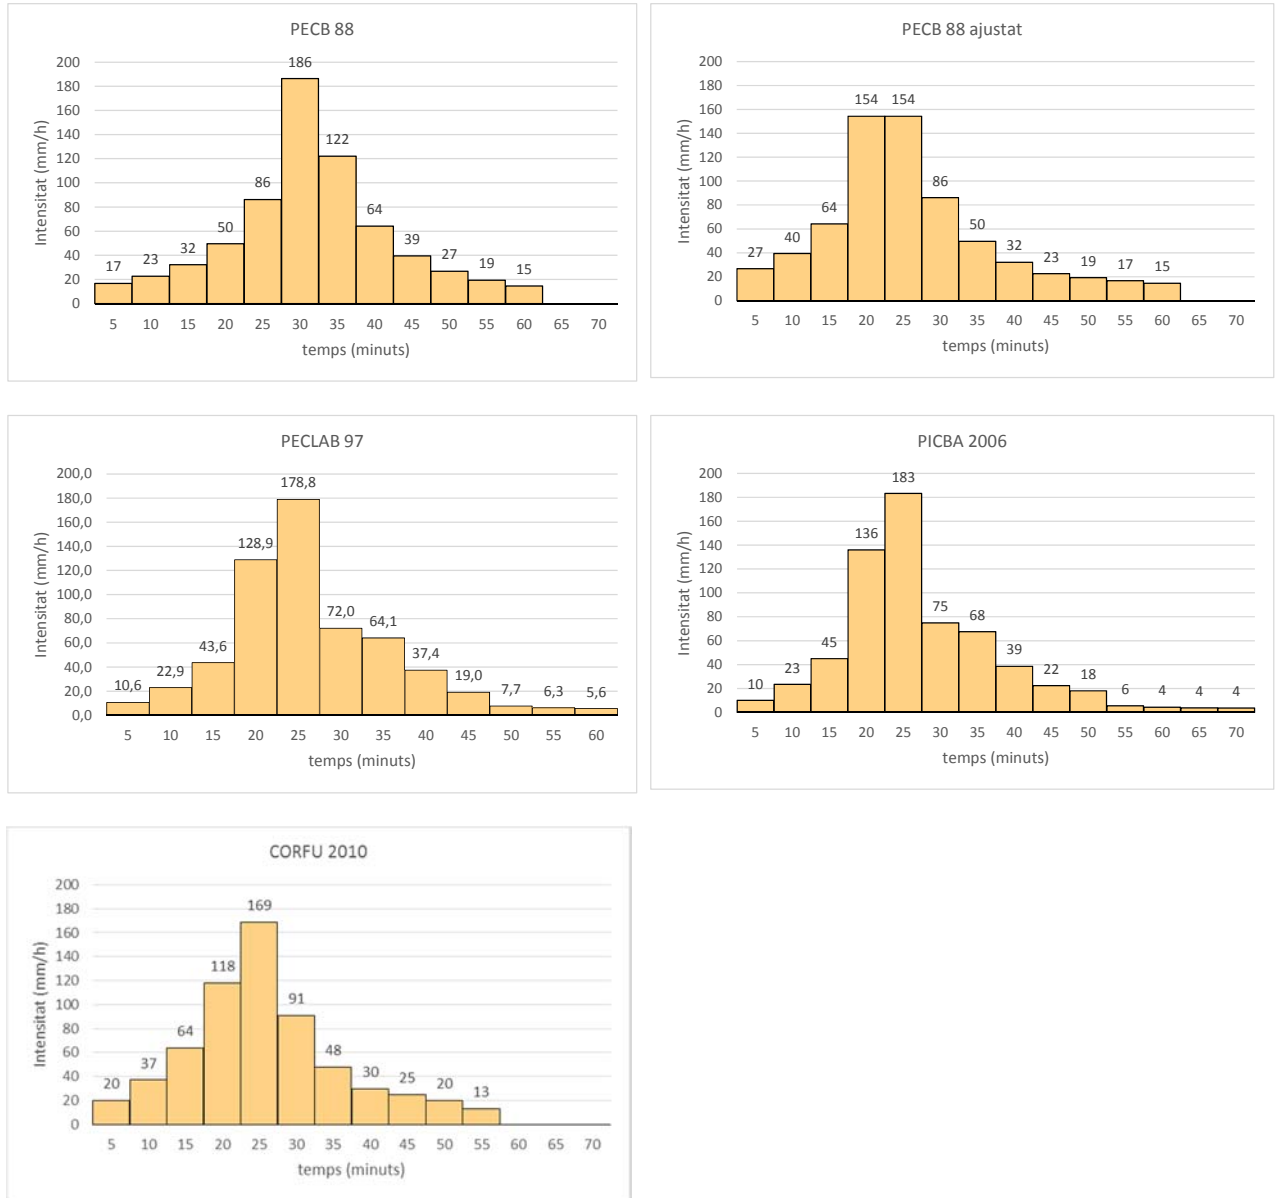 PECB 88
Intensitat (mm/h)
200
180
160
140
120
100
80
60
40
20
0
17 23 32 50 86 186 122 64 39 27 19 15
5 10 15 20 25 30 35 40 45 50 55 60 65 70
temps (minuts)
PECB 88 ajustat
Intensitat (mm/h)
200
180
160
140
120
100
80
60
40
20
0
27 40 64 154 154 86 50 32 23 19 17 15
5 10 15 20 25 30 35 40 45 50 55 60 65 70
temps (minuts)
PECLAB 97
Intensitat (mm/h)
200,0
180,0
160,0
140,0
120,0
100,0
80,0
60,0
40,0
20,0
0,0
10,6 22,9 43,6 128,9 178,8 72,0 64,1 37,4 19,0 7,7 6,3 5,6
5 10 15 20 25 30 35 40 45 50 55 60
temps (minuts)
PICBA 2006
Intensitat (mm/h)
200
180
160
140
120
100
80
60
40
20
0
10 23 45 136 183 75 68 39 22 18 6 4 4 4
5 10 15 20 25 30 35 40 45 50 55 60 65 70
temps (minuts)
CORFU 2010
Intensitat (mm/h)
200
180
160
140
120
100
80
60
40
20
0
20 37 64 118 169 91 48 30 25 20 13
5 10 15 20 25 30 35 40 45 50 55 60 65 70
temps (minuts)